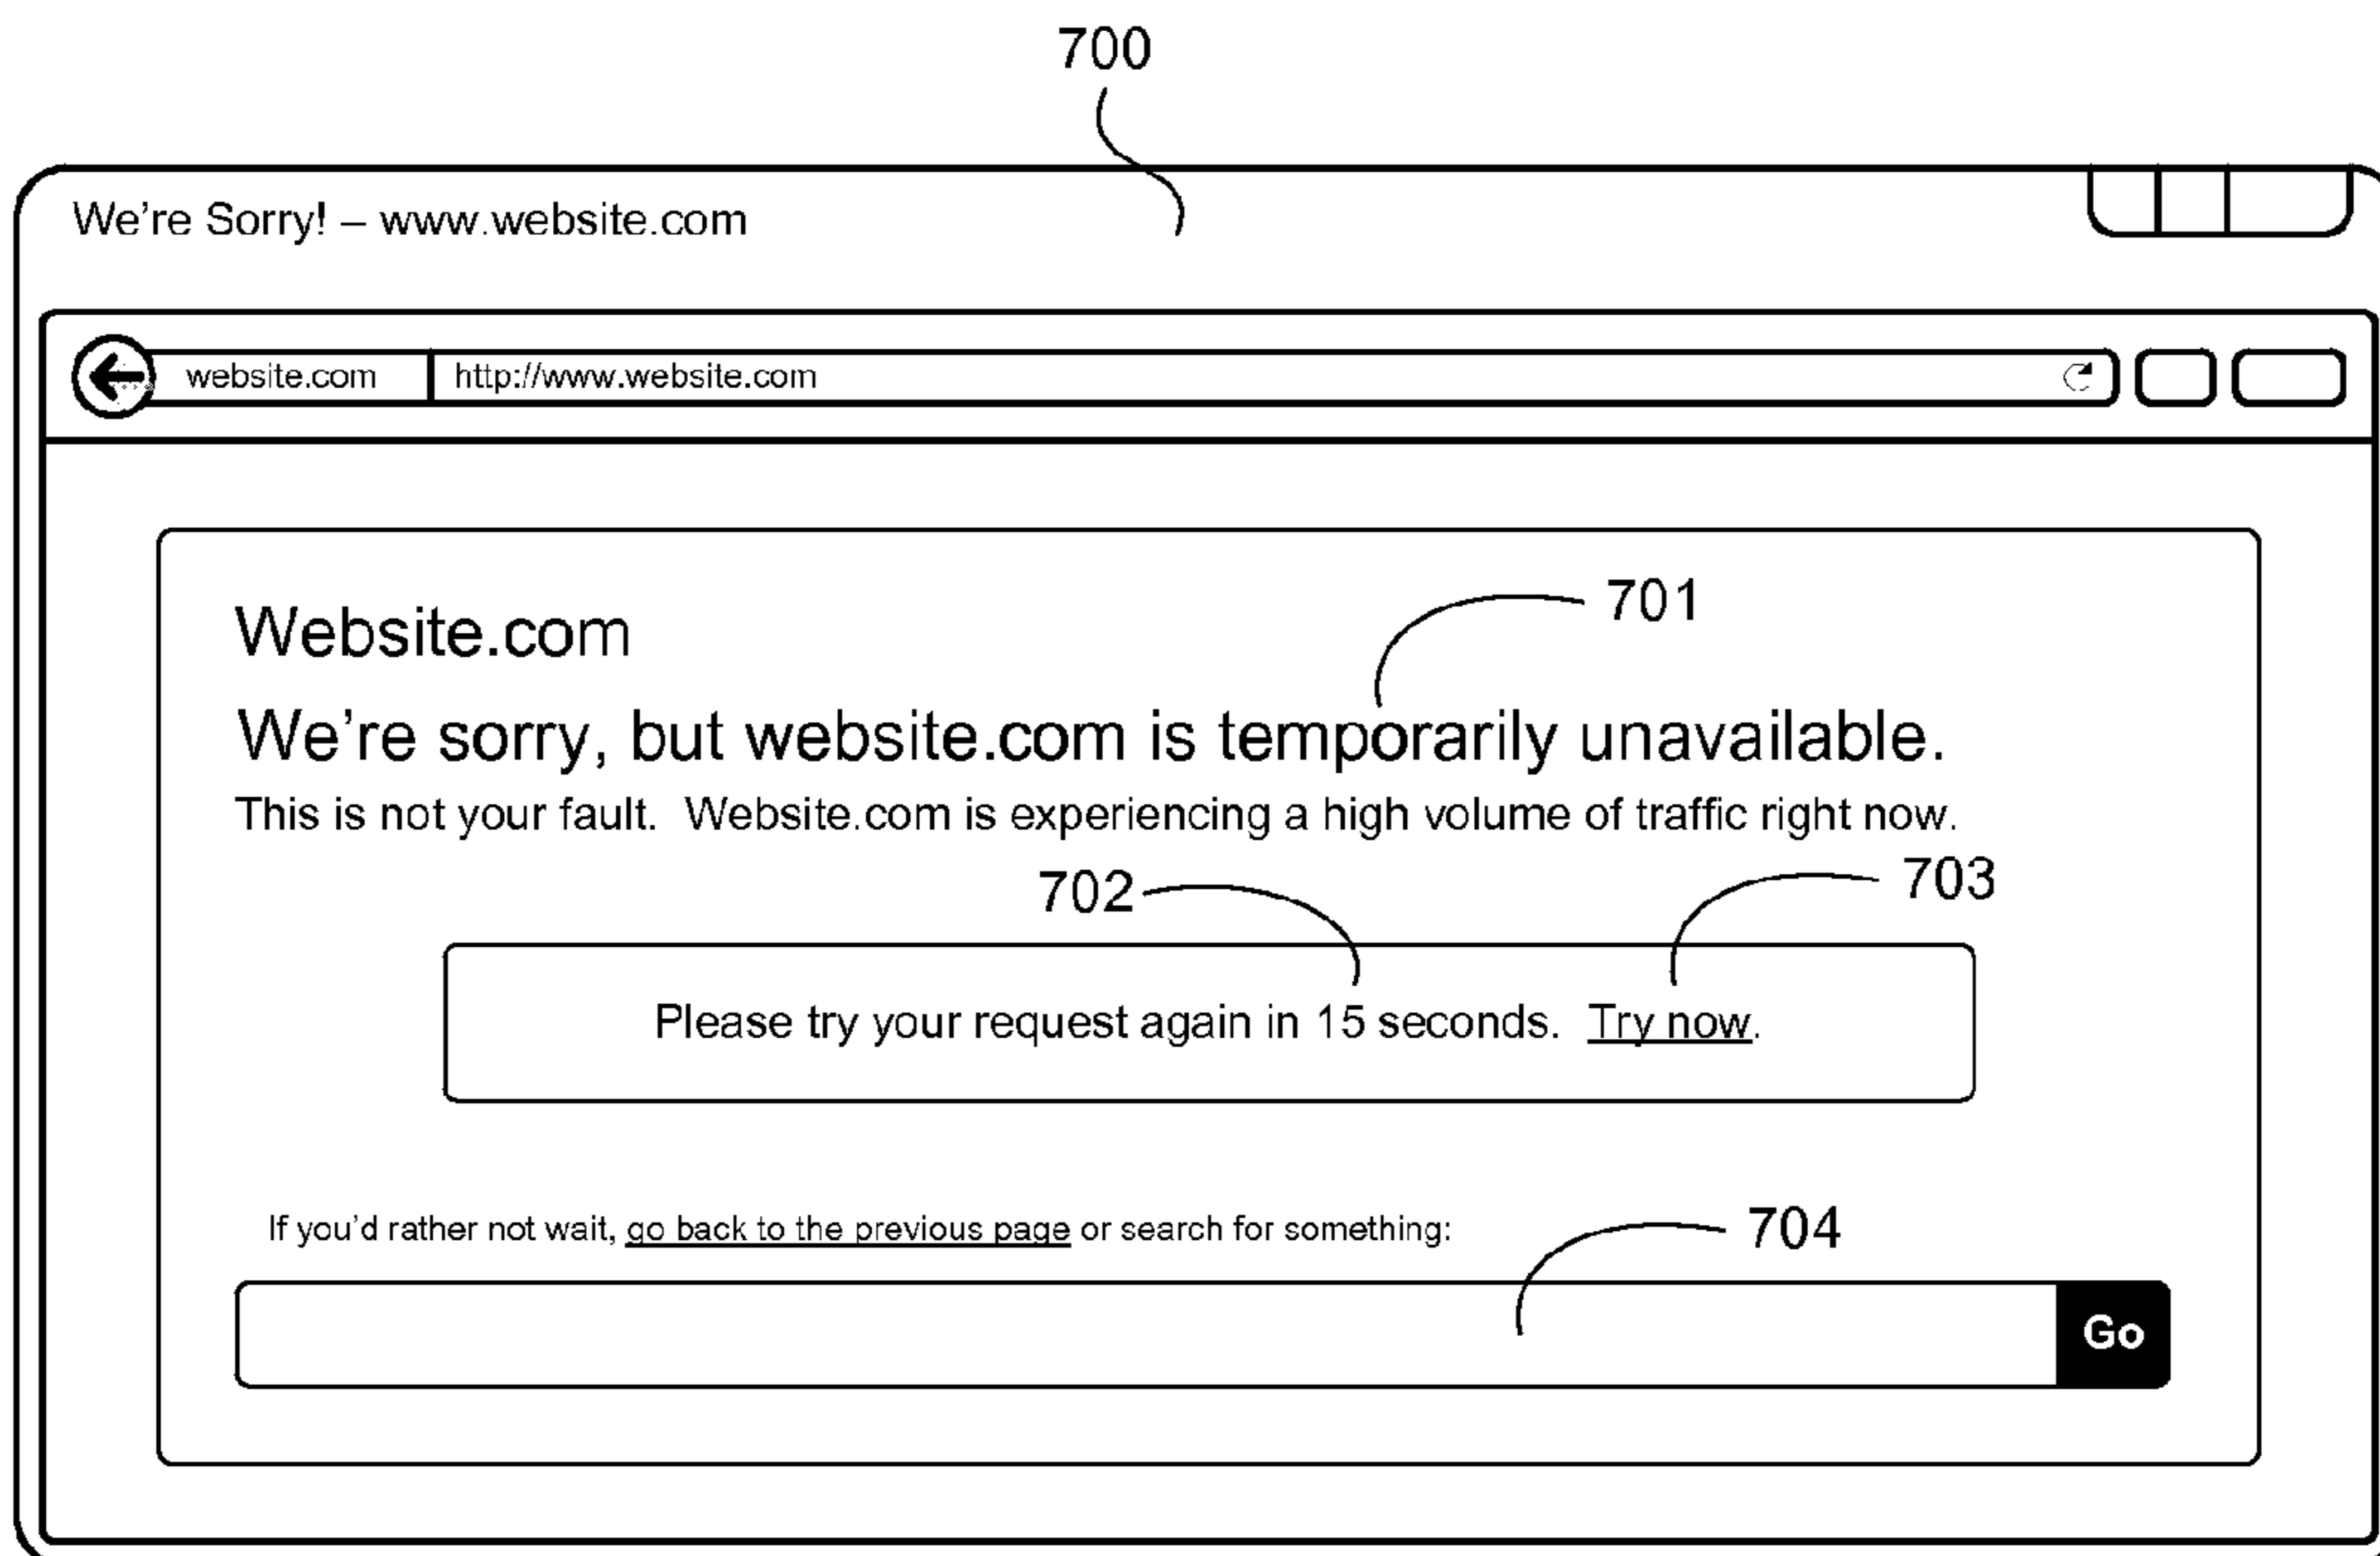 700
We're Sorry! – www.website.com
website.com http://www.website.com
701
Website.com
We're sorry, but website.com is temporarily unavailable.
This is not your fault. Website.com is experiencing a high volume of traffic right now.
702 703
Please try your request again in 15 seconds. Try now.
If you'd rather not wait, go back to the previous page or search for something:
704
Go